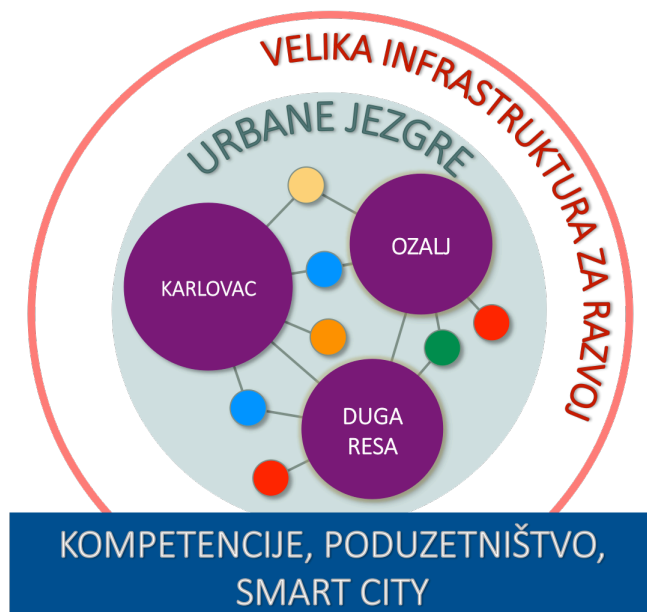 VELIKA INFRASTRUKTURA ZA RAZVOJ
URBANE JEZGRE
OZALJ
KARLOVAC
DUGA
RESA
KOMPETENCIJE, PODUZETNIŠTVO,
SMART CITY